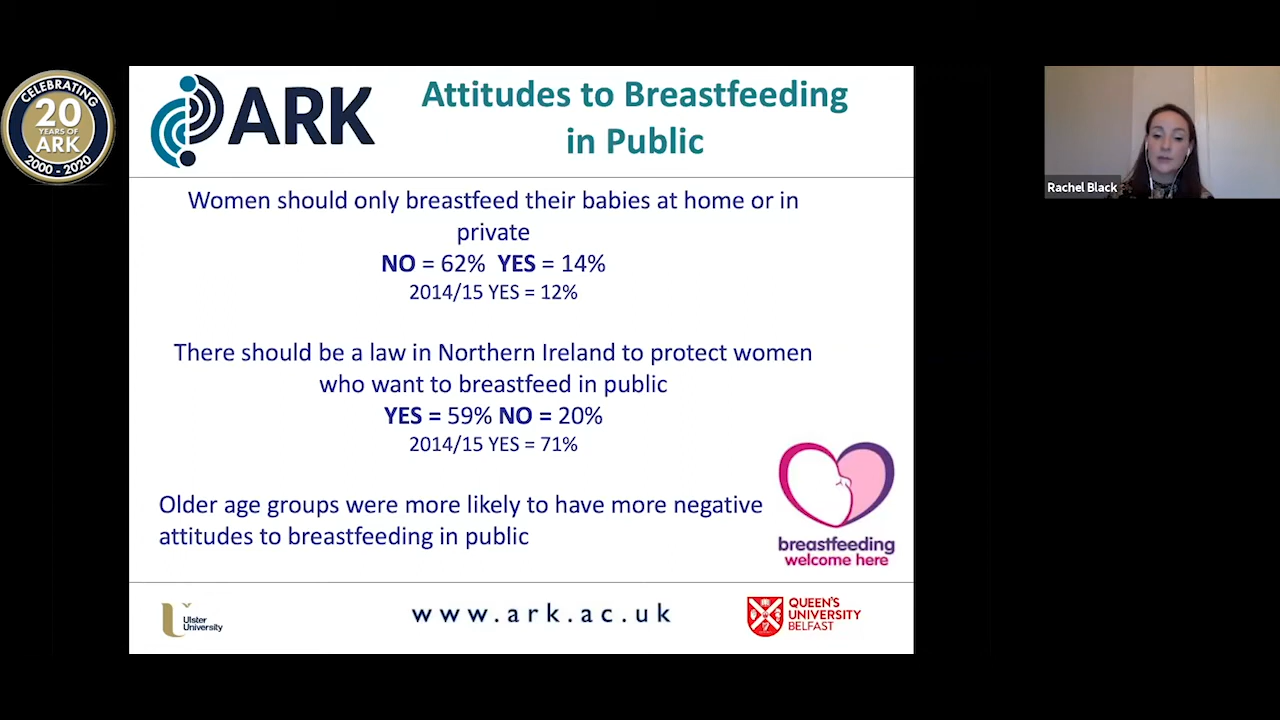 CELEBRATING
20
YEARS OF
ARK
2000 - 2020
ARK
Attitudes to Breastfeeding
in Public
Women should only breastfeed their babies at home or in
private
NO = 62% YES = 14%
2014/15 YES = 12%
There should be a law in Northern Ireland to protect women
who want to breastfeed in public
YES = 59% NO = 20%
2014/15 YES = 71%
Older age groups were more likely to have more negative
attitudes to breastfeeding in public
breastfeeding
welcome here
Ulster
University
www.ark.ac.uk
QUEEN'S
UNIVERSITY
BELFAST
Rachel Black